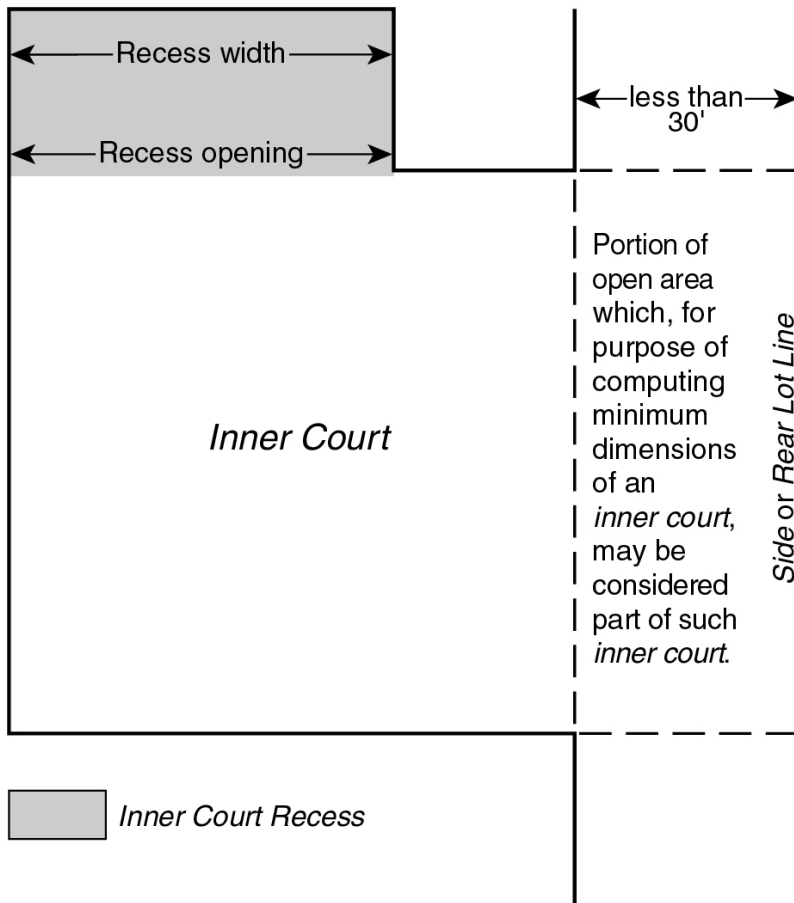 Recess width
Recess opening
less than
30'
Portion of
open area
which, for
purpose of
computing
minimum
dimensions
of an
inner court,
may be
considered
part of such
inner court.
Side or Rear Lot Line
Inner Court
Inner Court Recess